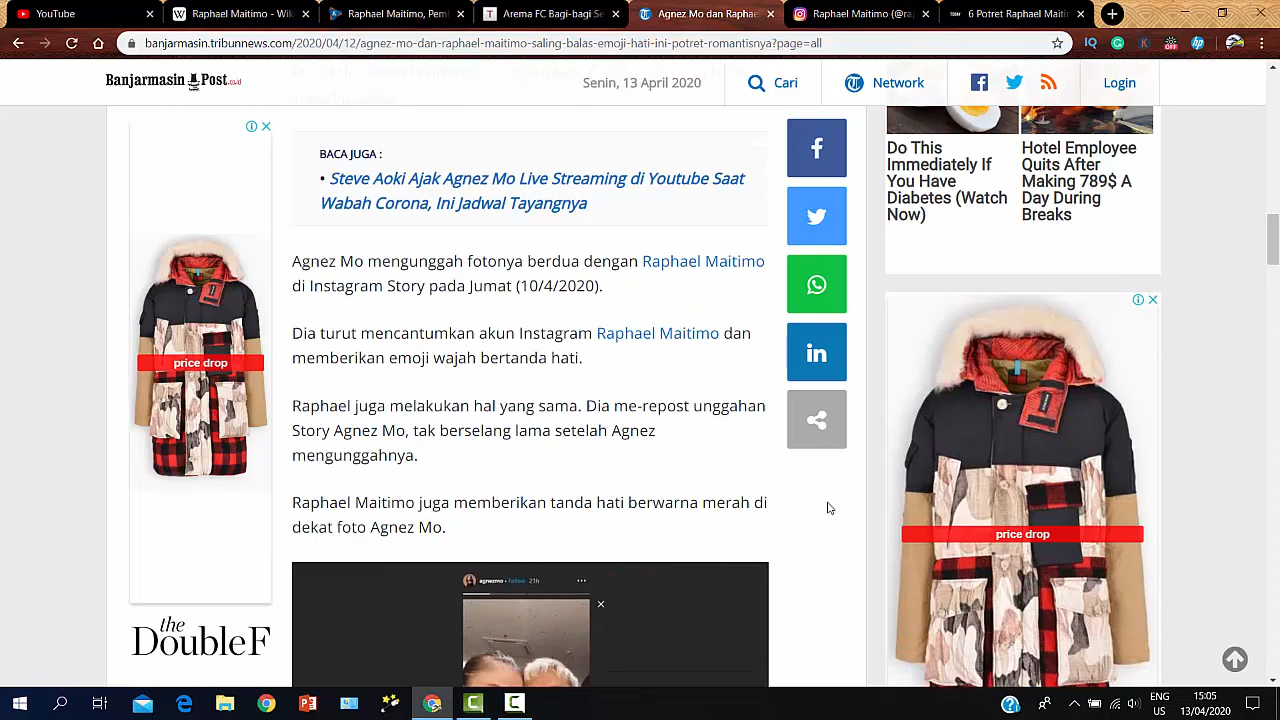 YouTube
Raphael Maitimo - Wik
Raphael Maitimo, Pem
Arema FC Bagi-bagi Se
Agnez Mo dan Raphae
Raphael Maitimo (@ra
6 Potret Raphael Maiti
banjarmasin.tribunnews.com/2020/04/12/agnez-mo-dan-raphael-maitimo-saling-balas-emoji-hati-ini-potret-romantisnya?page=all
Banjarmasin Post.co.id
Senin, 13 April 2020
Cari
Network
Login
BACA JUGA :
• Steve Aoki Ajak Agnez Mo Live Streaming di Youtube Saat
Wabah Corona, Ini Jadwal Tayangnya
Agnez Mo mengunggah fotonya berdua dengan Raphael Maitimo
di Instagram Story pada Jumat (10/4/2020).
Dia turut mencantumkan akun Instagram Raphael Maitimo dan
memberikan emoji wajah bertanda hati.
Raphael juga melakukan hal yang sama. Dia me-repost unggahan
Story Agnez Mo, tak berselang lama setelah Agnez
mengunggahnya.
Raphael Maitimo juga memberikan tanda hati berwarna merah di
dekat foto Agnez Mo.
agnezmo • Follow 21h
price drop
the
DoubleF
Do This
Immediately If
You Have
Diabetes (Watch
Now)
Hotel Employee
Quits After
Making 789$ A
Day During
Breaks
price drop
ENG
US
15:05
13/04/2020